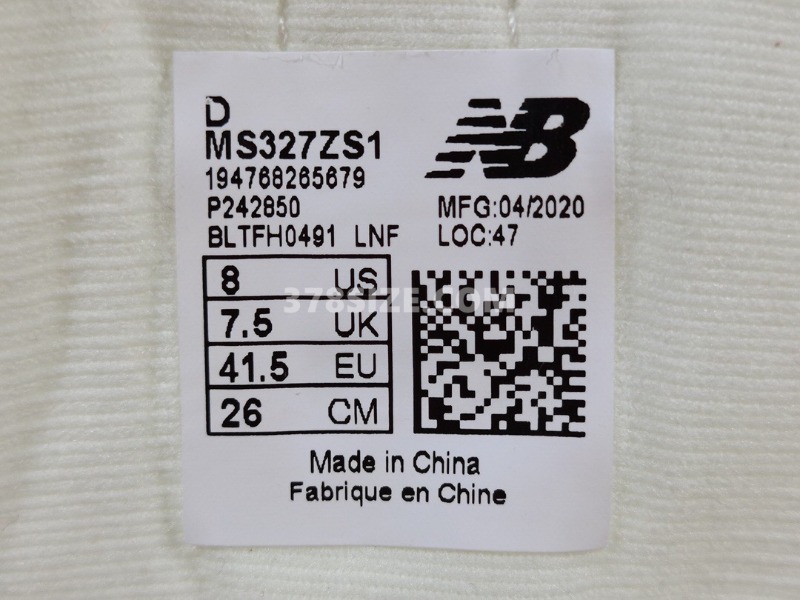 D
MS327ZS1
194768265679
P242850
BLTFH0491 LNF
NB
MFG:04/2020
LOC:47
8 US
7.5 UK
41.5 EU
26 CM
378SIZE.COM
Made in China
Fabrique en Chine